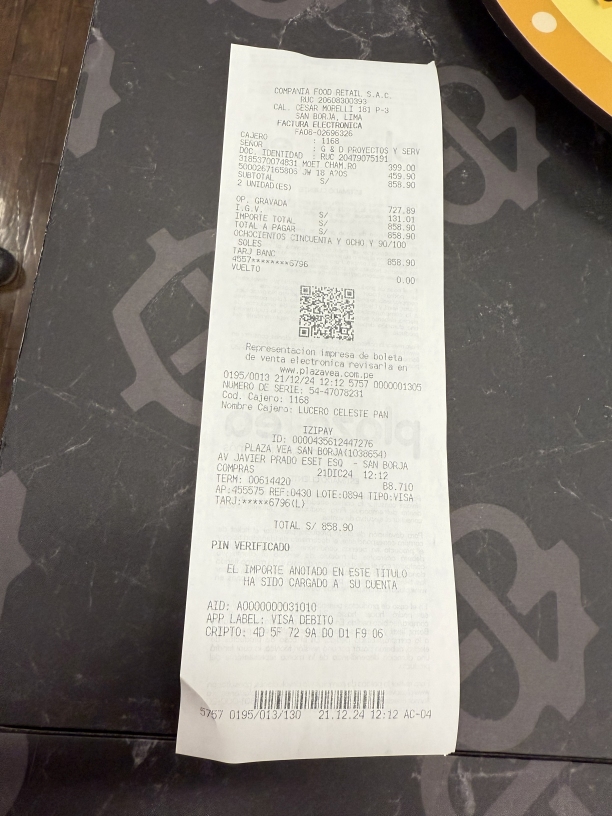 COMPANIA FOOD RETAIL S.A.C.
RUC 20608300393
CAL. CESAR MORELLI 181 P-3
SAN BORJA, LIMA
FACTURA ELECTRONICA
FA08-02696326
CAJERO : 1168
SEÑOR : G & D PROYECTOS Y SERV
DOC. IDENTIDAD : RUC 20479075191
3185370074831 MOET CHAM.RO 399.00
5000267165806 JW 18 AÑOS 459.90
SUBTOTAL S/ 858.90
2 UNIDAD(ES)
OP. GRAVADA 727.89
I.G.V. S/ 131.01
IMPORTE TOTAL S/ 858.90
TOTAL A PAGAR S/ 858.90
OCHOCIENTOS CINCUENTA Y OCHO Y 90/100
SOLES
TARJ BANC 858.90
4557********6796
VUELTO 0.00
Representacion impresa de boleta
de venta electronica revisarla en
www.plazavea.com.pe
0195/0013 21/12/24 12:12 5757 0000001305
NUMERO DE SERIE: 54-47078231
Cod. Cajero: 1168
Nombre Cajero: LUCERO CELESTE PAN
IZIPAY
ID: 0000435612447276
PLAZA VEA SAN BORJA(1038654)
AV JAVIER PRADO ESET ESQ - SAN BORJA
COMPRAS 21DIC24 12:12
TERM: 00614420 B8.710
AP:455575 REF:0430 LOTE:0894 TIPO:VISA
TARJ:*****6796(L)
TOTAL S/ 858.90
PIN VERIFICADO
EL IMPORTE ANOTADO EN ESTE TITULO
HA SIDO CARGADO A SU CUENTA
AID: A0000000031010
APP LABEL: VISA DEBITO
CRIPTO: 4D 5F 72 9A D0 D1 F9 06
5757 0195/013/130 21.12.24 12:12 AC-04